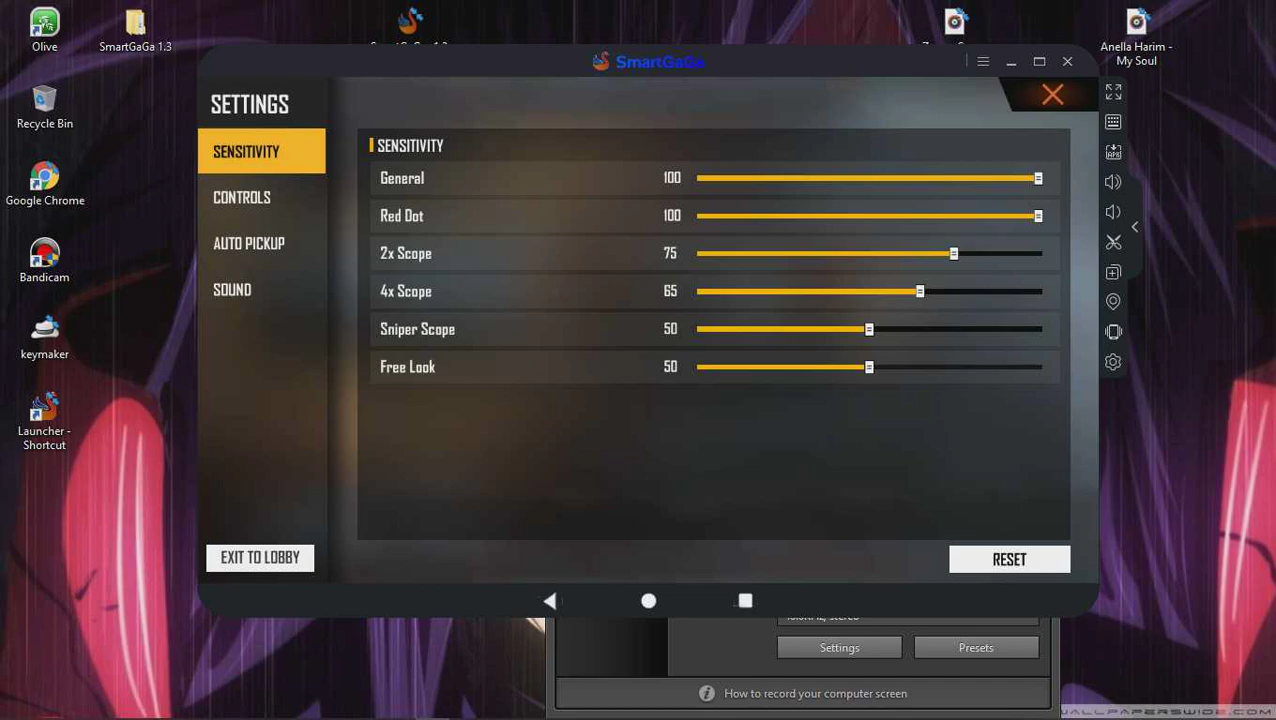 Olive
SmartGaGa 1.3
Anella Harim -
My Soul
Recycle Bin
Google Chrome
Bandicam
keymaker
Launcher -
Shortcut
SmartGaGa
SETTINGS
SENSITIVITY
CONTROLS
AUTO PICKUP
SOUND
EXIT TO LOBBY
SENSITIVITY
General 100
Red Dot 100
2x Scope 75
4x Scope 65
Sniper Scope 50
Free Look 50
RESET
APK
Settings Presets
How to record your computer screen
WALLPAPERSWIDE.COM